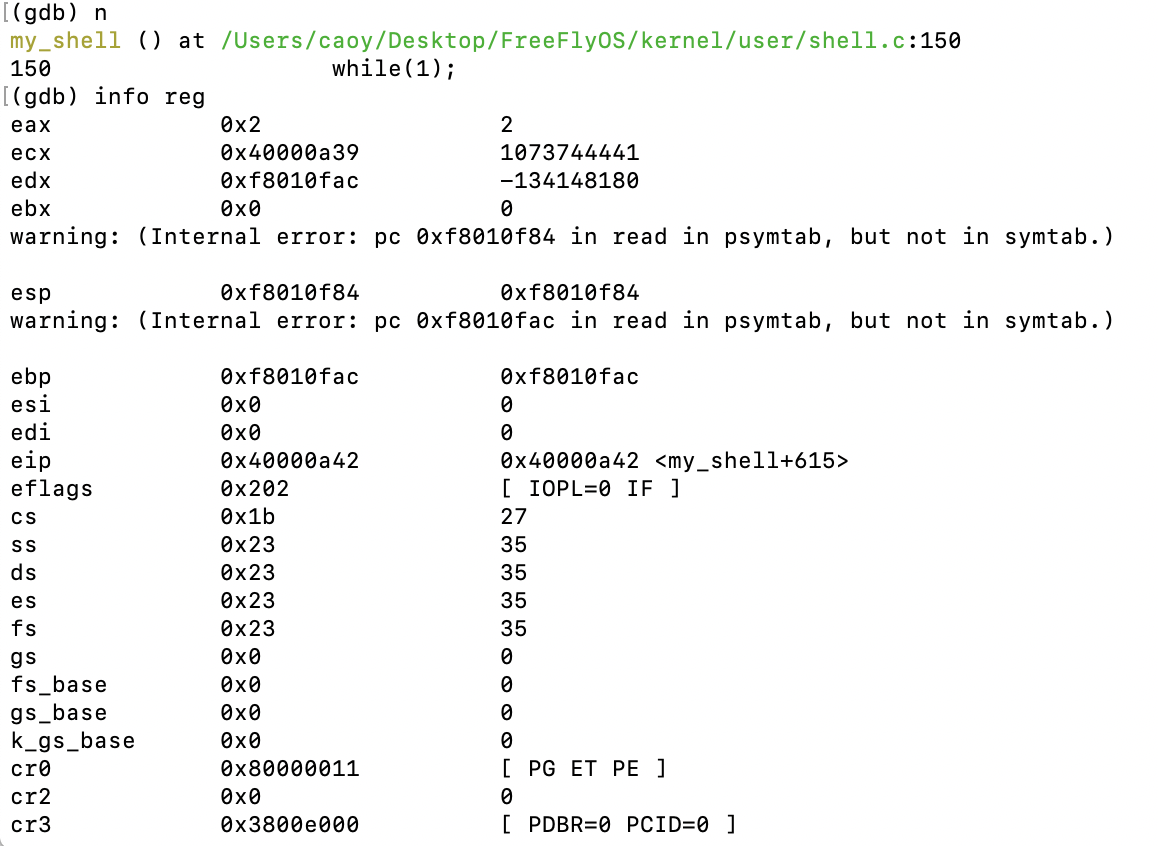 [(gdb) n
my_shell () at /Users/caoy/Desktop/FreeFlyOS/kernel/user/shell.c:150
150                    while(1);
[(gdb) info reg
eax            0x2                 2
ecx            0x40000a39          1073744441
edx            0xf8010fac          -134148180
ebx            0x0                 0
warning: (Internal error: pc 0xf8010f84 in read in psymtab, but not in symtab.)
esp            0xf8010f84          0xf8010f84
warning: (Internal error: pc 0xf8010fac in read in psymtab, but not in symtab.)
ebp            0xf8010fac          0xf8010fac
esi            0x0                 0
edi            0x0                 0
eip            0x40000a42          0x40000a42 <my_shell+615>
eflags         0x202               [ IOPL=0 IF ]
cs             0x1b                27
ss             0x23                35
ds             0x23                35
es             0x23                35
fs             0x23                35
gs             0x0                 0
fs_base        0x0                 0
gs_base        0x0                 0
k_gs_base      0x0                 0
cr0            0x80000011          [ PG ET PE ]
cr2            0x0                 0
cr3            0x3800e000          [ PDBR=0 PCID=0 ]